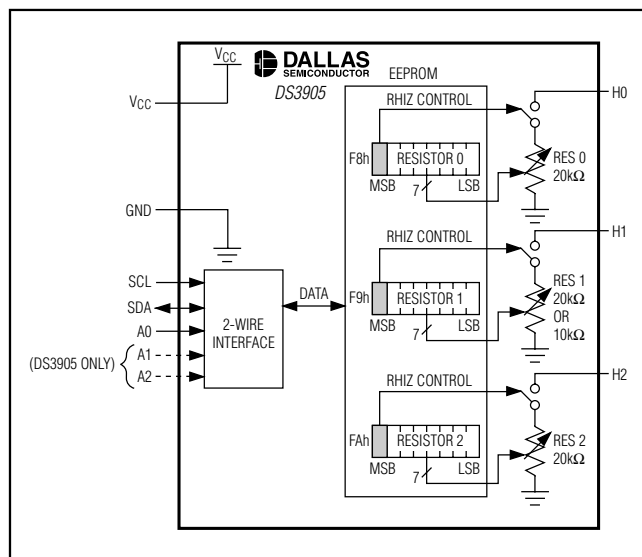 VCC
DALLAS
SEMICONDUCTOR
DS3905
EEPROM
VCC
RHIZ CONTROL
H0
F8h
RESISTOR 0
MSB
LSB
7
RES 0
20kΩ
GND
RHIZ CONTROL
H1
F9h
RESISTOR 1
MSB
LSB
7
RES 1
20kΩ
OR
10kΩ
SCL
SDA
A0
(DS3905 ONLY)
A1
A2
2-WIRE
INTERFACE
DATA
RHIZ CONTROL
H2
FAh
RESISTOR 2
MSB
LSB
7
RES 2
20kΩ